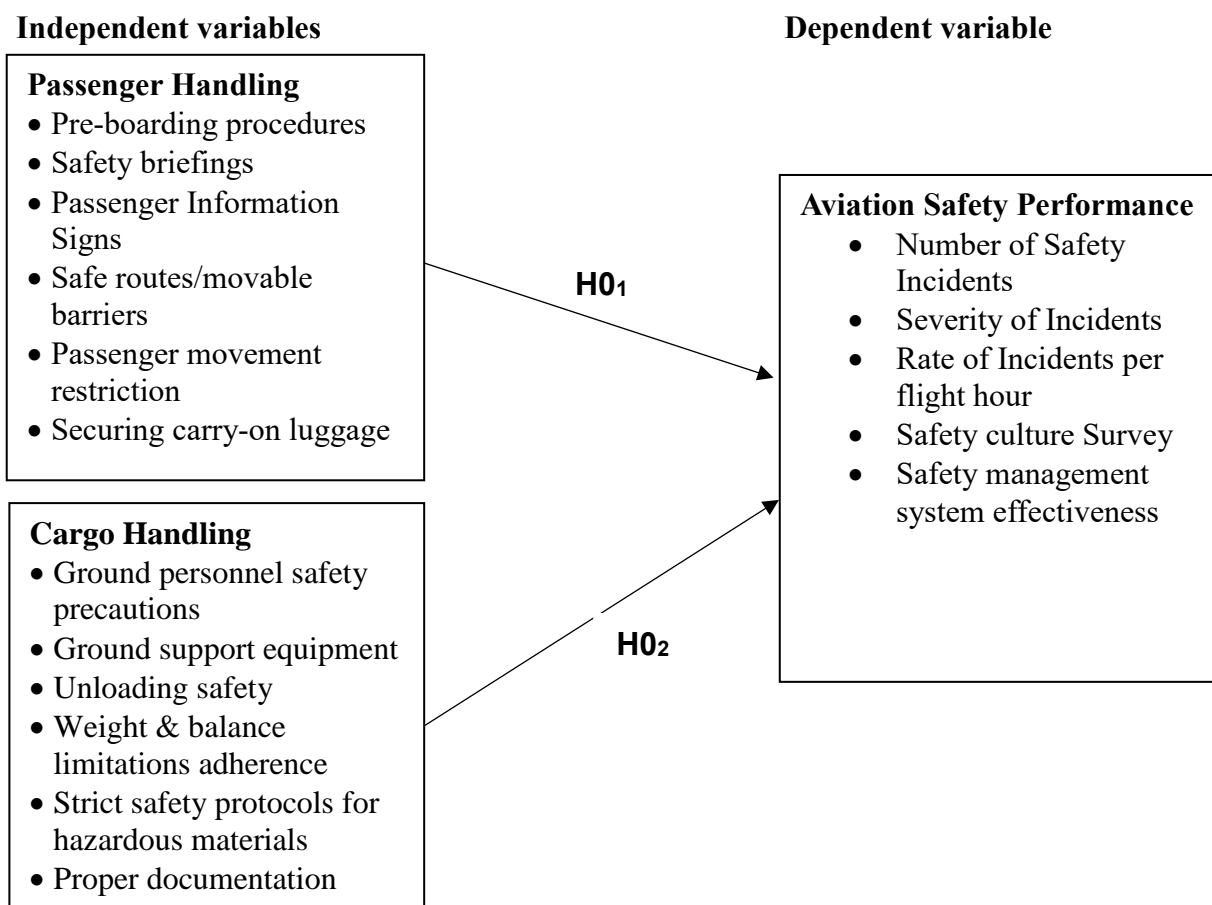 Independent variables
Dependent variable
Passenger Handling
• Pre-boarding procedures
• Safety briefings
• Passenger Information
Signs
• Safe routes/movable
barriers
• Passenger movement
restriction
• Securing carry-on luggage
H0₁
Cargo Handling
• Ground personnel safety
precautions
• Ground support equipment
• Unloading safety
• Weight & balance
limitations adherence
• Strict safety protocols for
hazardous materials
• Proper documentation
H0₂
Aviation Safety Performance
• Number of Safety
Incidents
• Severity of Incidents
• Rate of Incidents per
flight hour
• Safety culture Survey
• Safety management
system effectiveness